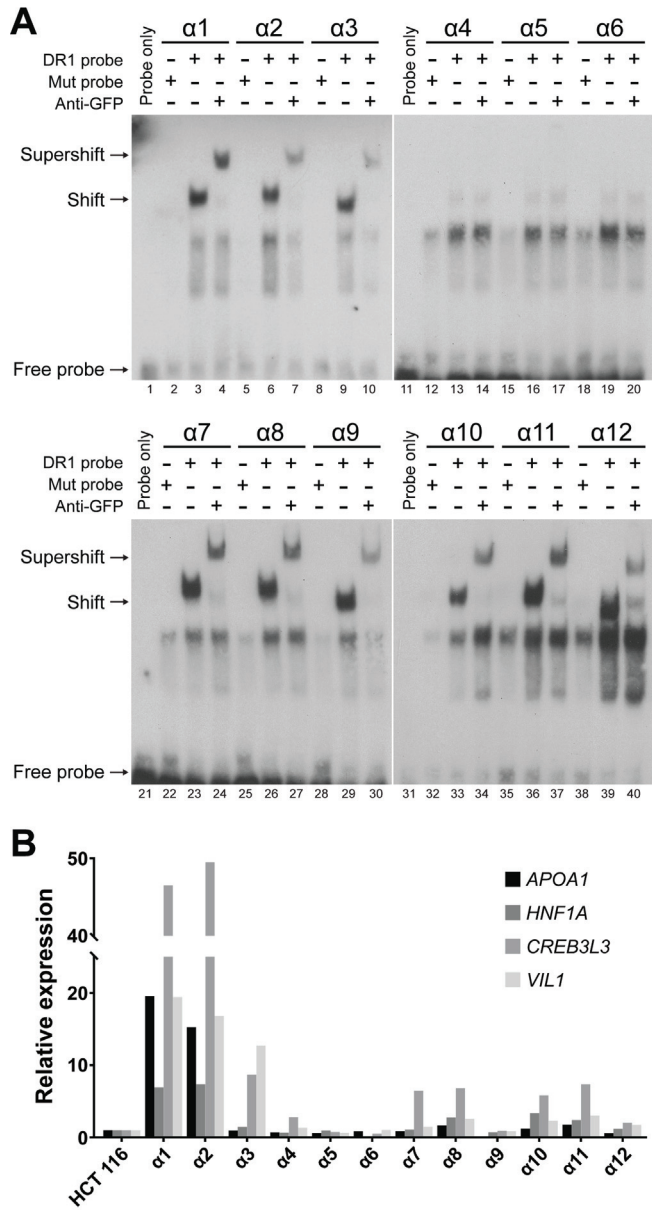 A
Probe only α1 α2 α3 Probe only α4 α5 α6
DR1 probe - + + - + + - + + - + + - + + - + +
Mut probe + - - + - - + - - + - - + - - + - -
Anti-GFP - - + - - + - - + - - + - - + - - +
Supershift →
Shift →
Free probe →
1 2 3 4 5 6 7 8 9 10 11 12 13 14 15 16 17 18 19 20
Probe only α7 α8 α9 Probe only α10 α11 α12
DR1 probe - + + - + + - + + - + + - + + - + +
Mut probe + - - + - - + - - + - - + - - + - -
Anti-GFP - - + - - + - - + - - + - - + - - +
Supershift →
Shift →
Free probe →
21 22 23 24 25 26 27 28 29 30 31 32 33 34 35 36 37 38 39 40
B
Relative expression
50
40
20
10
0
APOA1
HNF1A
CREB3L3
VIL1
HCT 116 α1 α2 α3 α4 α5 α6 α7 α8 α9 α10 α11 α12